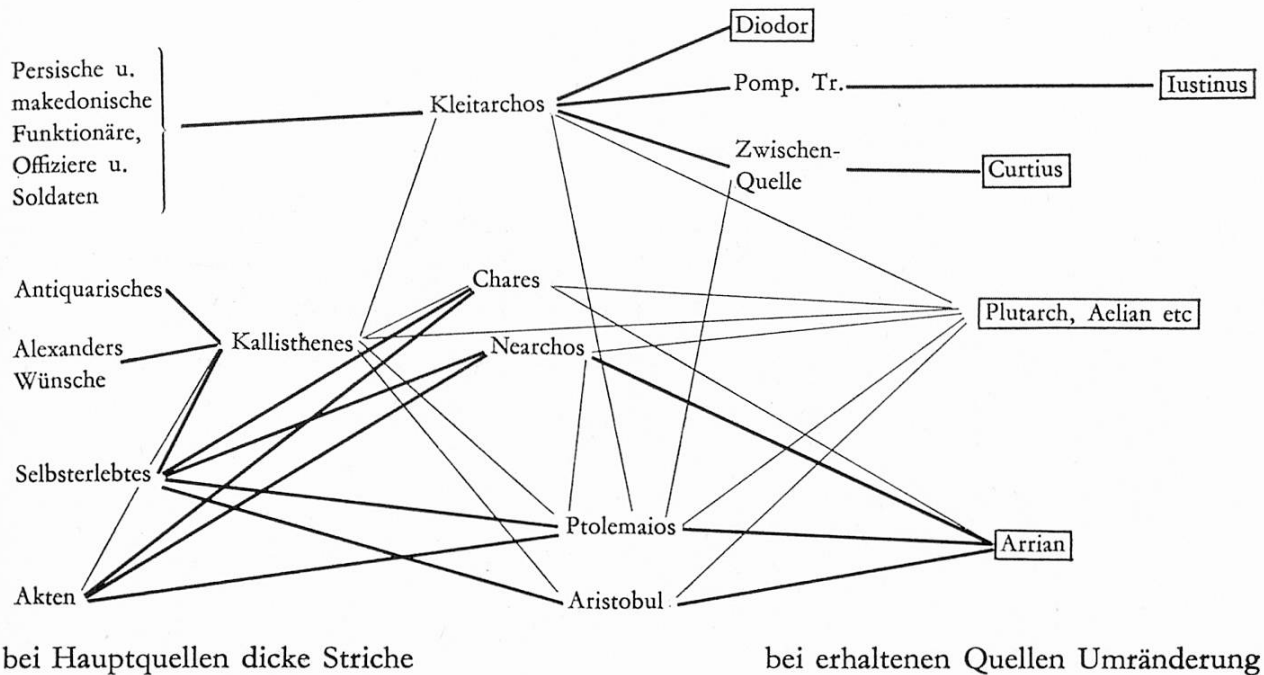 Diodor
Persische u.
makedonische
Funktionäre,
Offiziere u.
Soldaten
Kleitarchos
Pomp. Tr.
Iustinus
Zwischen-
Quelle
Curtius
Antiquarisches
Alexanders
Wünsche
Kallisthenes
Chares
Nearchos
Plutarch, Aelian etc
Selbsterlebtes
Ptolemaios
Arrian
Akten
Aristobul
bei Hauptquellen dicke Striche
bei erhaltenen Quellen Umränderung